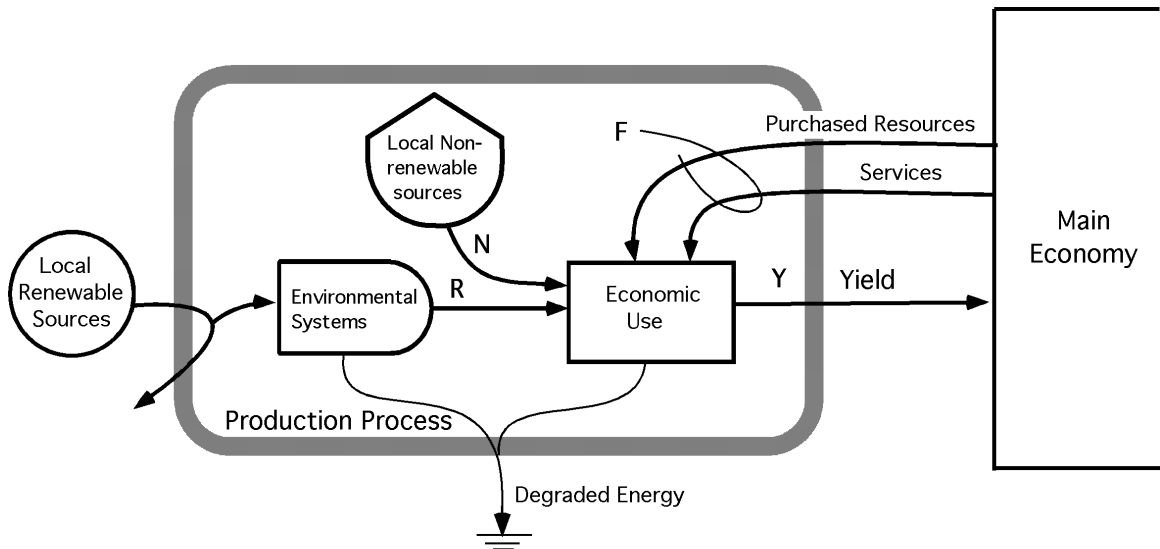 Local Non-
renewable
sources
F
Purchased Resources
Services
Main
Economy
Local
Renewable
Sources
N
R
Environmental
Systems
Economic
Use
Y
Yield
Production Process
Degraded Energy